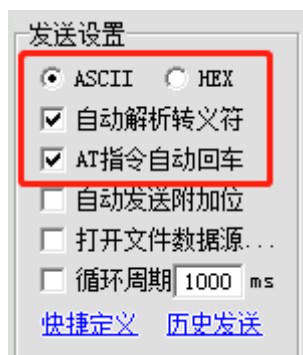 发送设置
ASCII HEX
自动解析转义符
AT指令自动回车
自动发送附加位
打开文件数据源...
循环周期 1000 ms
快捷定义 历史发送